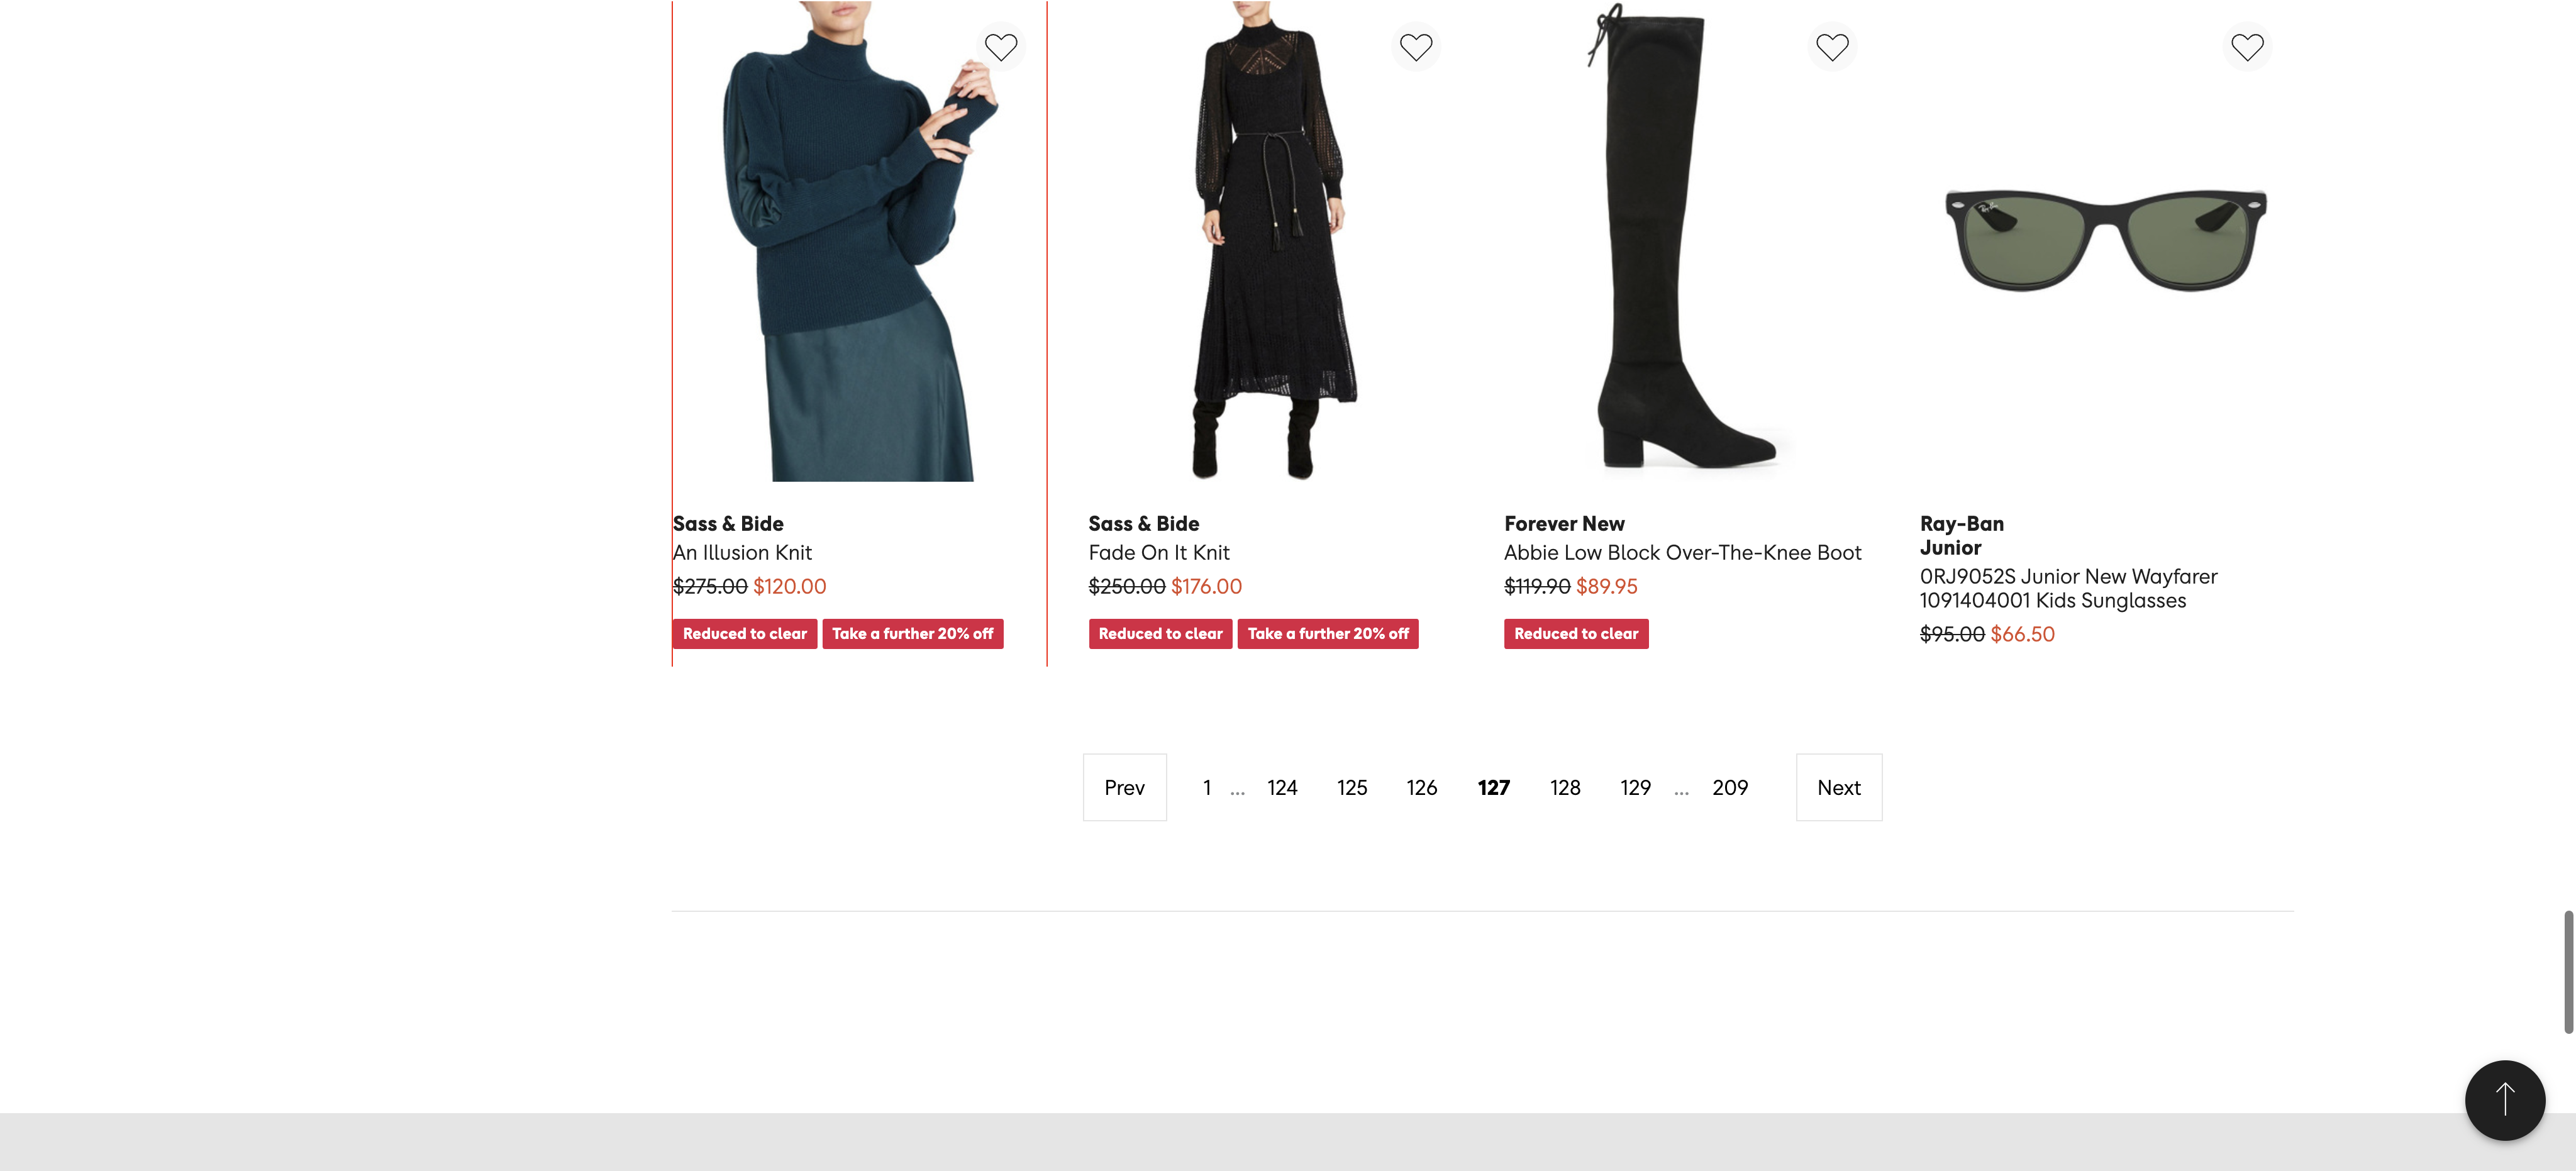 Sass & Bide
An Illusion Knit
$275.00 $120.00
Reduced to clear
Take a further 20% off
Sass & Bide
Fade On It Knit
$250.00 $176.00
Reduced to clear
Take a further 20% off
Forever New
Abbie Low Block Over-The-Knee Boot
$119.90 $89.95
Reduced to clear
Ray-Ban
Ray-Ban
Junior
0RJ9052S Junior New Wayfarer
1091404001 Kids Sunglasses
$95.00 $66.50
Prev 1 ... 124 125 126 127 128 129 ... 209 Next